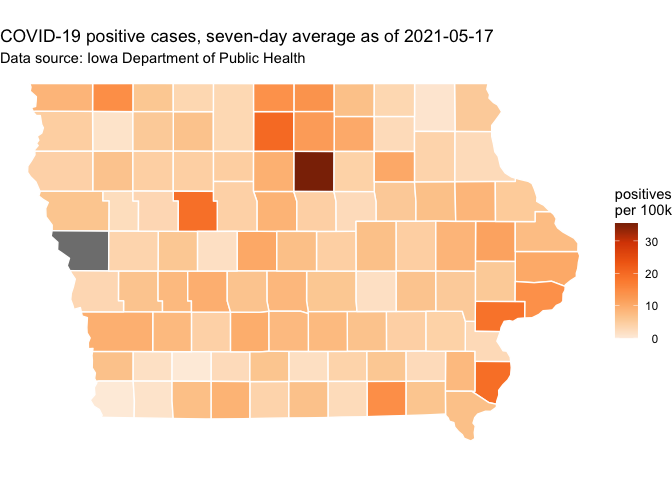 COVID-19 positive cases, seven-day average as of 2021-05-17
Data source: Iowa Department of Public Health
positives
per 100k
30
20
10
0